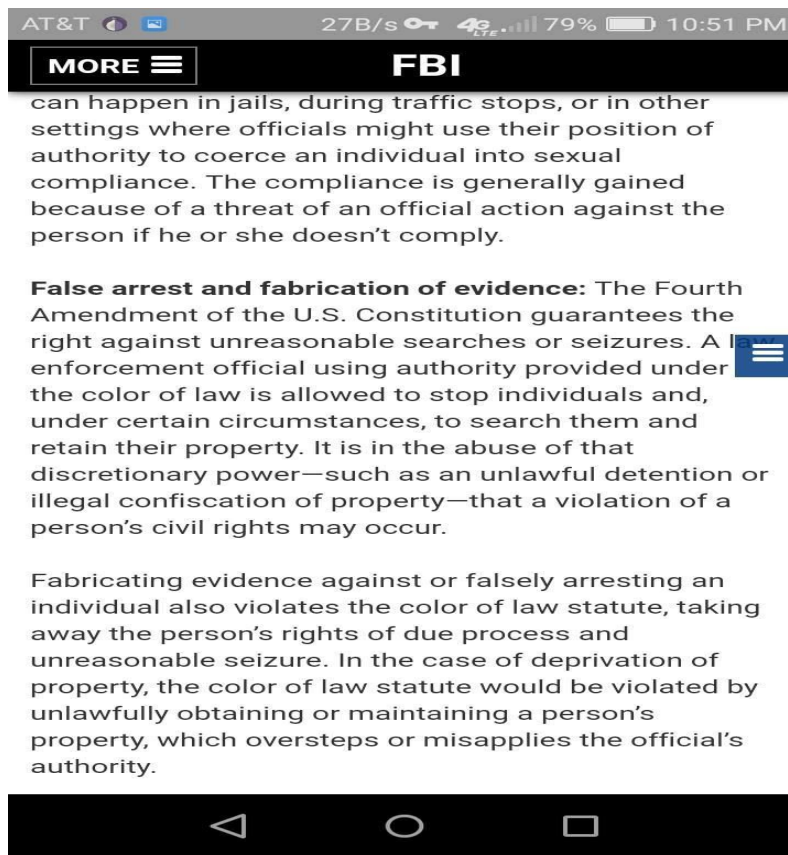 AT&T 27B/s 4G LTE 79% 10:51 PM
MORE FBI
can happen in jails, during traffic stops, or in other
settings where officials might use their position of
authority to coerce an individual into sexual
compliance. The compliance is generally gained
because of a threat of an official action against the
person if he or she doesn’t comply.
False arrest and fabrication of evidence: The Fourth
Amendment of the U.S. Constitution guarantees the
right against unreasonable searches or seizures. A law
enforcement official using authority provided under
the color of law is allowed to stop individuals and,
under certain circumstances, to search them and
retain their property. It is in the abuse of that
discretionary power—such as an unlawful detention or
illegal confiscation of property—that a violation of a
person’s civil rights may occur.
Fabricating evidence against or falsely arresting an
individual also violates the color of law statute, taking
away the person’s rights of due process and
unreasonable seizure. In the case of deprivation of
property, the color of law statute would be violated by
unlawfully obtaining or maintaining a person’s
property, which oversteps or misapplies the official’s
authority.